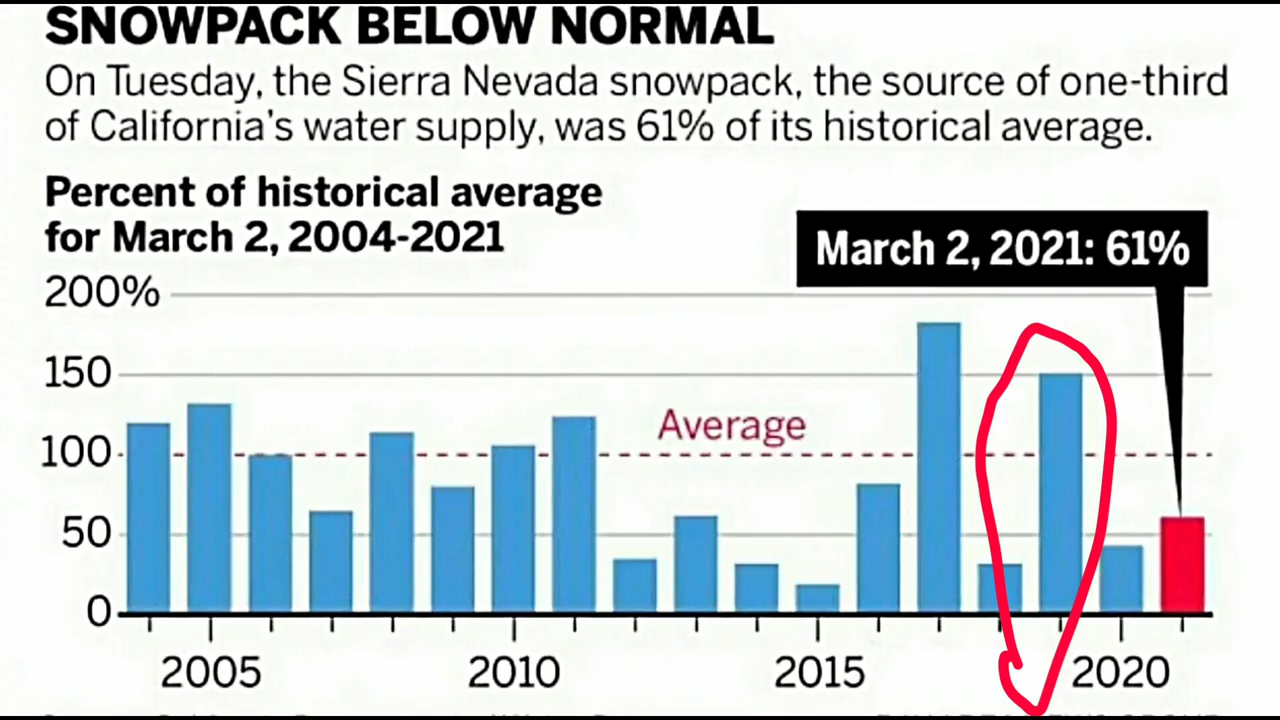 SNOWPACK BELOW NORMAL
On Tuesday, the Sierra Nevada snowpack, the source of one-third
of California's water supply, was 61% of its historical average.
Percent of historical average
for March 2, 2004-2021
March 2, 2021: 61%
200%
150
Average
100
50
0
2005 2010 2015 2020